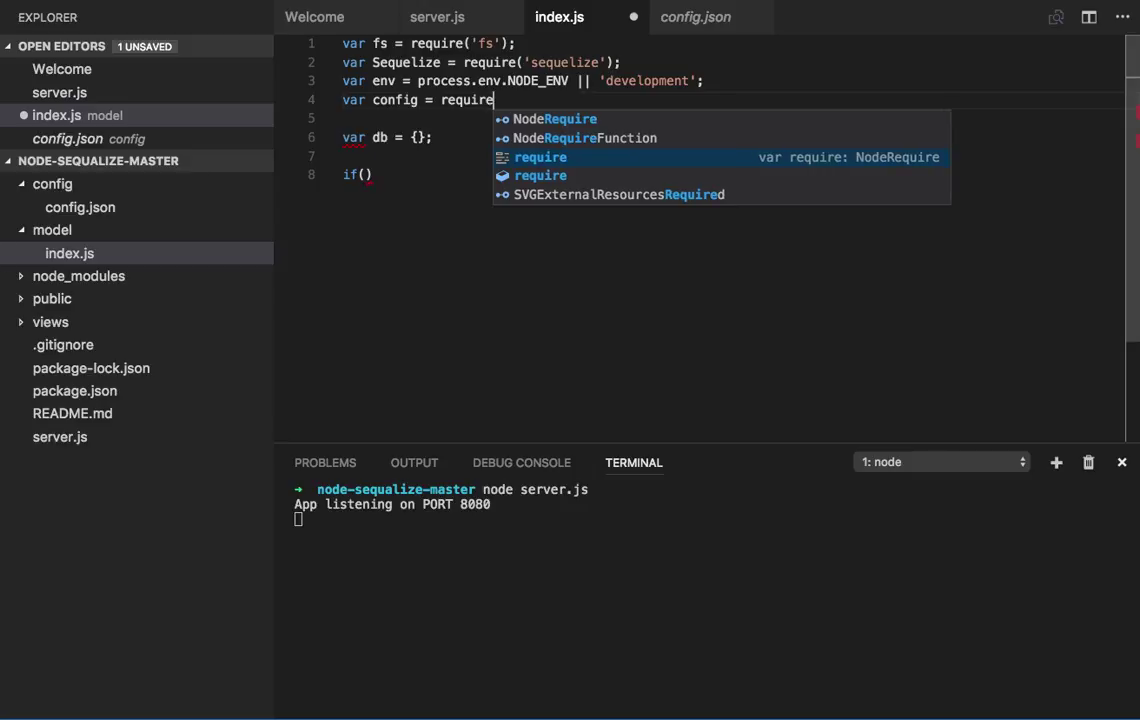 EXPLORER
OPEN EDITORS 1 UNSAVED
Welcome
server.js
index.js model
config.json config
NODE-SEQUALIZE-MASTER
config
config.json
model
index.js
node_modules
public
views
.gitignore
package-lock.json
package.json
README.md
server.js
Welcome server.js index.js config.json
1 var fs = require('fs');
2 var Sequelize = require('sequelize');
3 var env = process.env.NODE_ENV || 'development';
4 var config = require
5
6 var db = {};
7
8 if()
NodeRequire
NodeRequireFunction
require var require: NodeRequire
require
SVGExternalResourcesRequired
PROBLEMS OUTPUT DEBUG CONSOLE TERMINAL 1: node
→ node-sequalize-master node server.js
App listening on PORT 8080